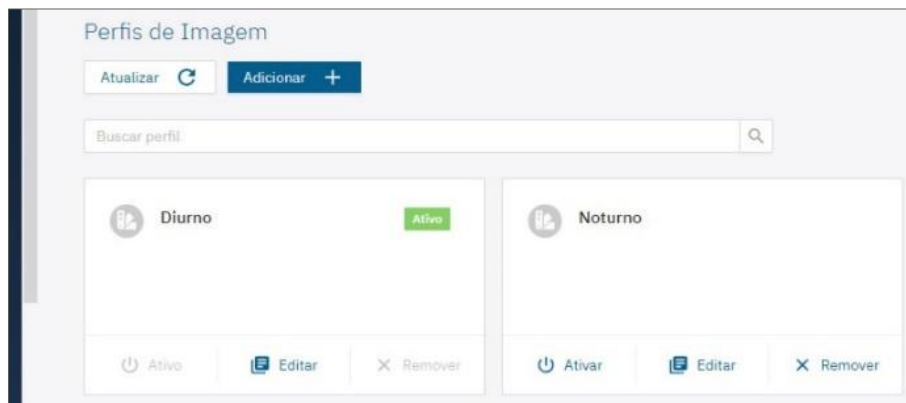 Perfis de Imagem
Atualizar Adicionar
Buscar perfil
Diurno Ativo Noturno
Ativo Editar Remover Ativar Editar Remover